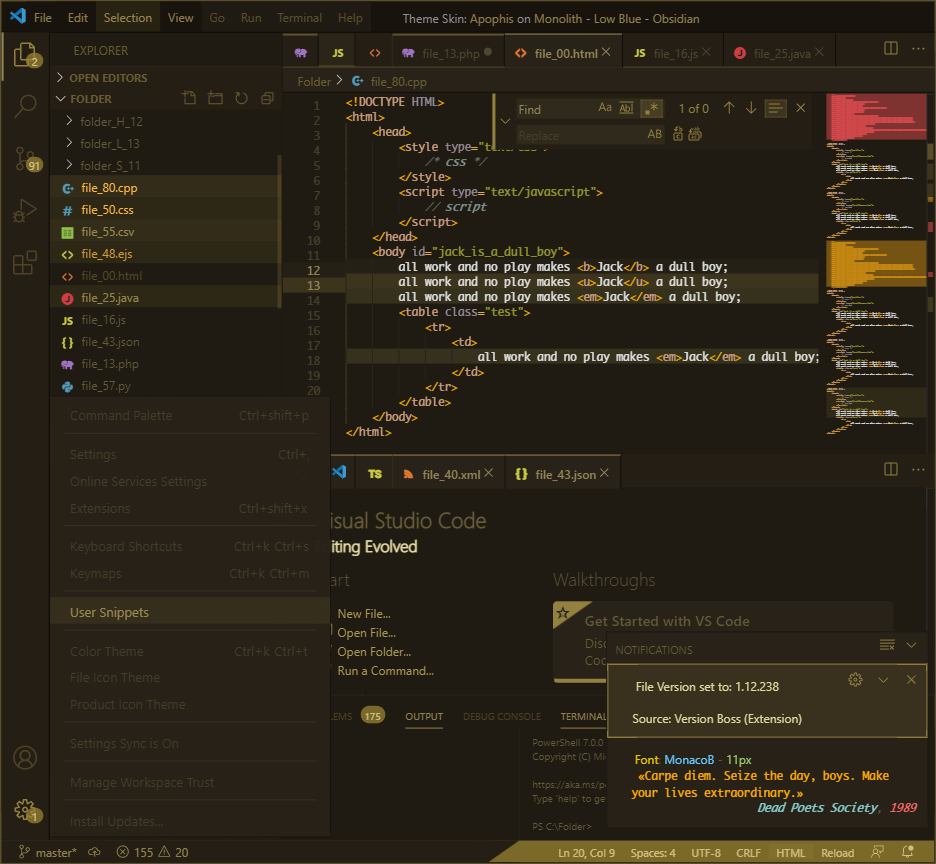 File Edit Selection View Go Run Terminal Help Theme Skin: Apophis on Monolith - Low Blue - Obsidian
2
91
1
EXPLORER
OPEN EDITORS
FOLDER
folder_H_12
folder_L_13
folder_S_11
file_80.cpp
# file_50.css
file_55.csv
<> file_48.ejs
<> file_00.html
J file_25.java
JS file_16.js
{} file_43.json
php file_13.php
file_57.py
Command Palette Ctrl+shift+p
Settings Ctrl+,
Online Services Settings
Extensions Ctrl+shift+x
Keyboard Shortcuts Ctrl+k Ctrl+s
Keymaps Ctrl+k Ctrl+m
User Snippets
Color Theme Ctrl+k Ctrl+t
File Icon Theme
Product Icon Theme
Settings Sync is On
Manage Workspace Trust
Install Updates...
JS <> file_13.php <> file_00.html JS file_16.js J file_25.java
Folder > file_80.cpp
Find Aa Abl .* 1 of 0
Replace AB
1 <!DOCTYPE HTML>
2 <html>
3 <head>
4 <style type="text/css">
5 /* css */
6 </style>
7 <script type="text/javascript">
8 // script
9 </script>
10 </head>
11 <body id="jack_is_a_dull_boy">
12 all work and no play makes <b>Jack</b> a dull boy;
13 all work and no play makes <u>Jack</u> a dull boy;
14 all work and no play makes <em>Jack</em> a dull boy;
15 <table class="test">
16 <tr>
17 <td>
18 all work and no play makes <em>Jack</em> a dull boy;
19 </td>
20 </tr>
</table>
</body>
</html>
TS file_40.xml {} file_43.json
isual Studio Code
iting Evolved
art
New File...
Open File...
Open Folder...
Run a Command...
Walkthroughs
Get Started with VS Code
Disc
Coc
LEMS 175 OUTPUT DEBUG CONSOLE TERMINAL
PowerShell 7.0.0
Copyright (C) Mi
https://aka.ms/p
Type 'help' to ge
PS C:\Folder>
NOTIFICATIONS
File Version set to: 1.12.238
Source: Version Boss (Extension)
Font MonacoB - 11px
«Carpe diem. Seize the day, boys. Make
your lives extraordinary.»
Dead Poets Society, 1989
master* 155 20 Ln 20, Col 9 Spaces: 4 UTF-8 CRLF HTML Reload